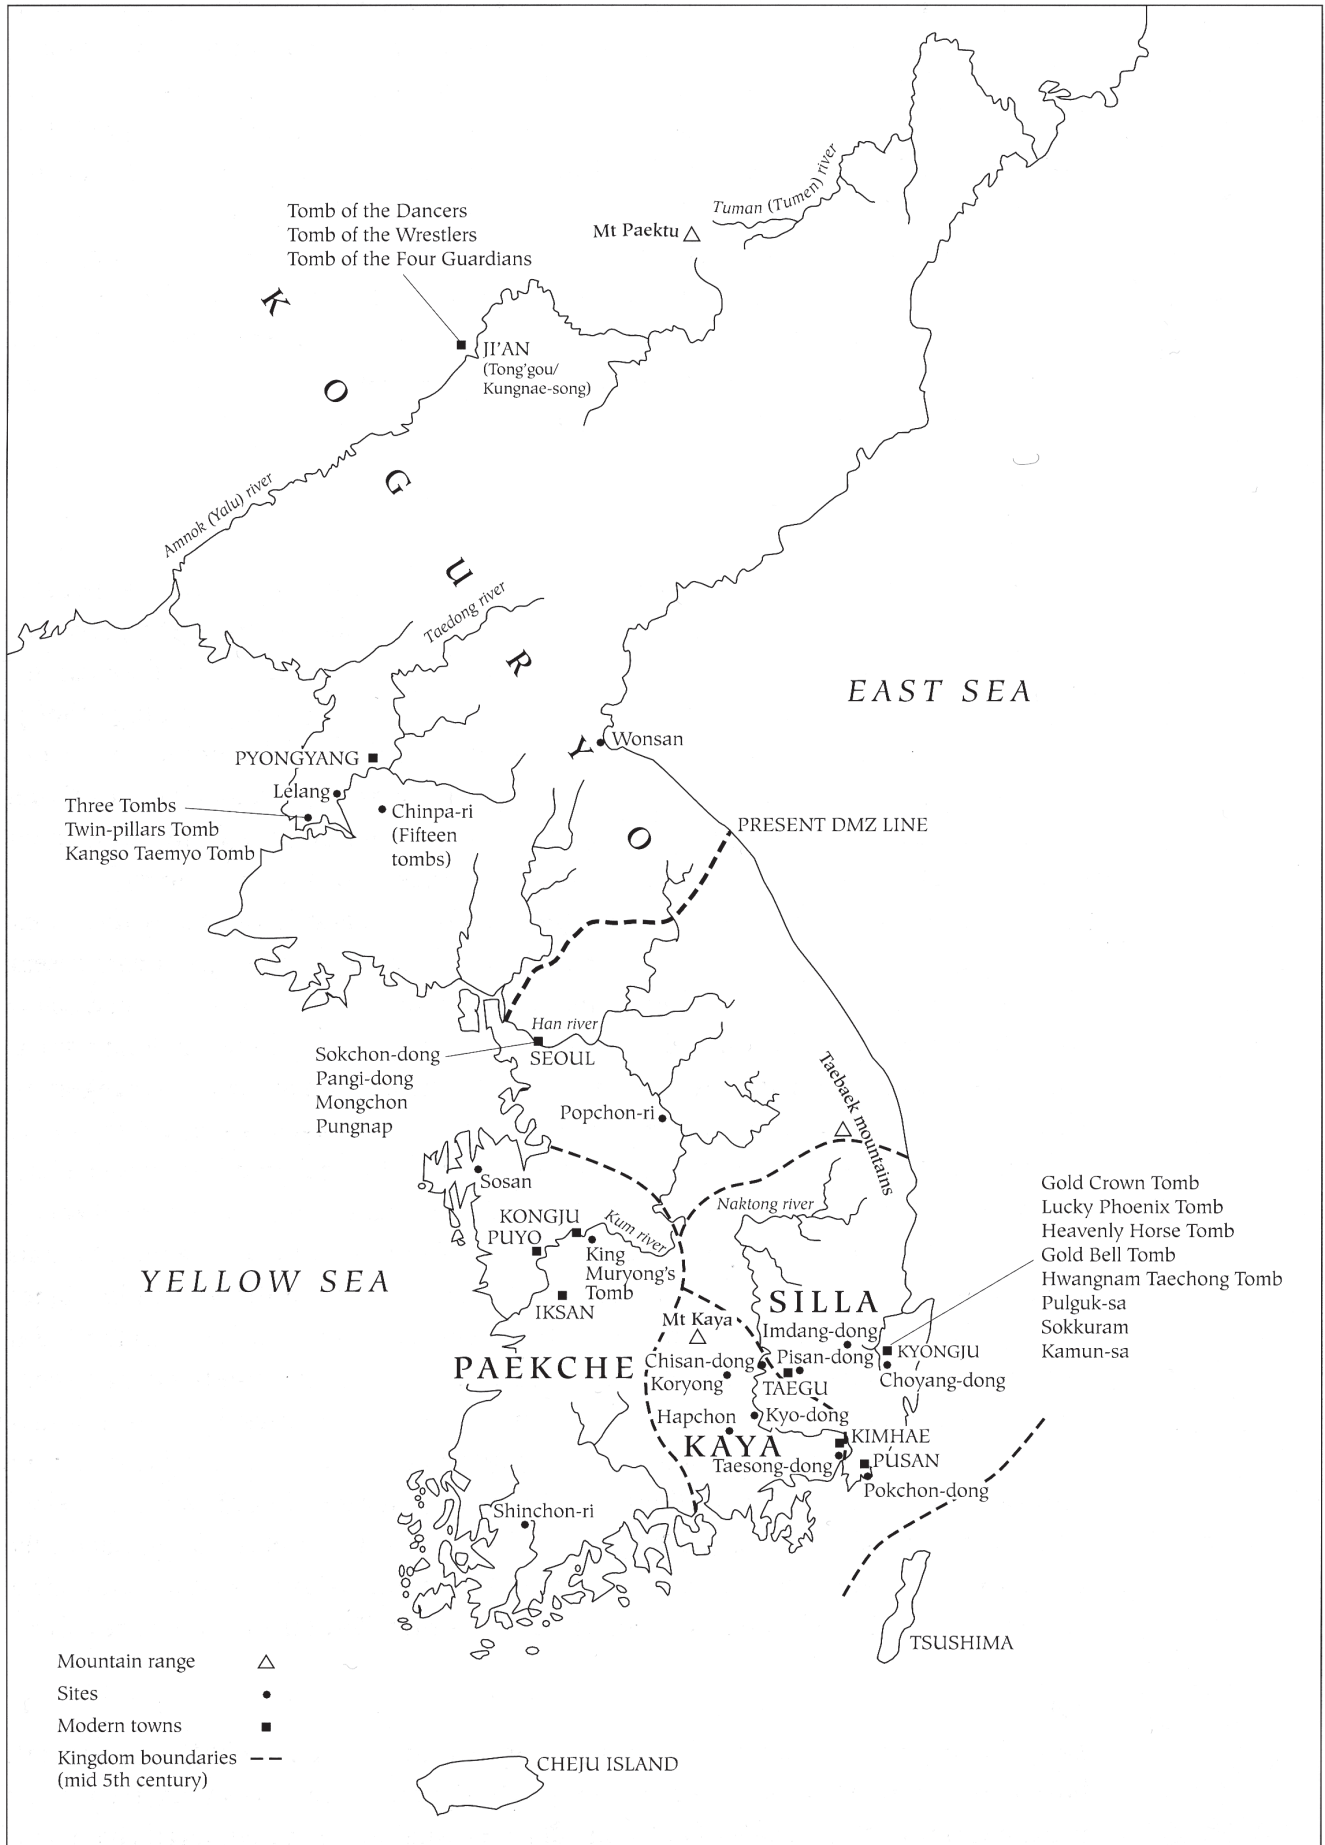 Tuman (Tumen) river
Tomb of the Dancers
Tomb of the Wrestlers
Tomb of the Four Guardians
Mt Paektu
KOGURYO
JI'AN
(Tong'gou/
Kungnae-song)
Amnok (Yalu) river
Taedong river
EAST SEA
Wonsan
PYONGYANG
Lelang
Three Tombs
Twin-pillars Tomb
Kangso Taemyo Tomb
Chinpa-ri
(Fifteen
tombs)
PRESENT DMZ LINE
Han river
SEOUL
Sokchon-dong
Pangi-dong
Mongchon
Pungnap
Popchon-ri
Taebaek mountains
Sosan
Naktong river
KONGJU
PUYO
Kum river
King
Muryong's
Tomb
IKSAN
YELLOW SEA
Gold Crown Tomb
Lucky Phoenix Tomb
Heavenly Horse Tomb
Gold Bell Tomb
Hwangnam Taechong Tomb
Pulguk-sa
Sokkuram
Kamun-sa
SILLA
Mt Kaya
Imdang-dong
PAEKCHE
Chisan-dong
Pisan-dong
KYONGJU
Koryong
TAEGU
Choyang-dong
Hapchon
Kyo-dong
KAYA
KIMHAE
Taesong-dong
PUSAN
Pokchon-dong
Shinchon-ri
TSUSHIMA
Mountain range
Sites
Modern towns
Kingdom boundaries
(mid 5th century)
CHEJU ISLAND